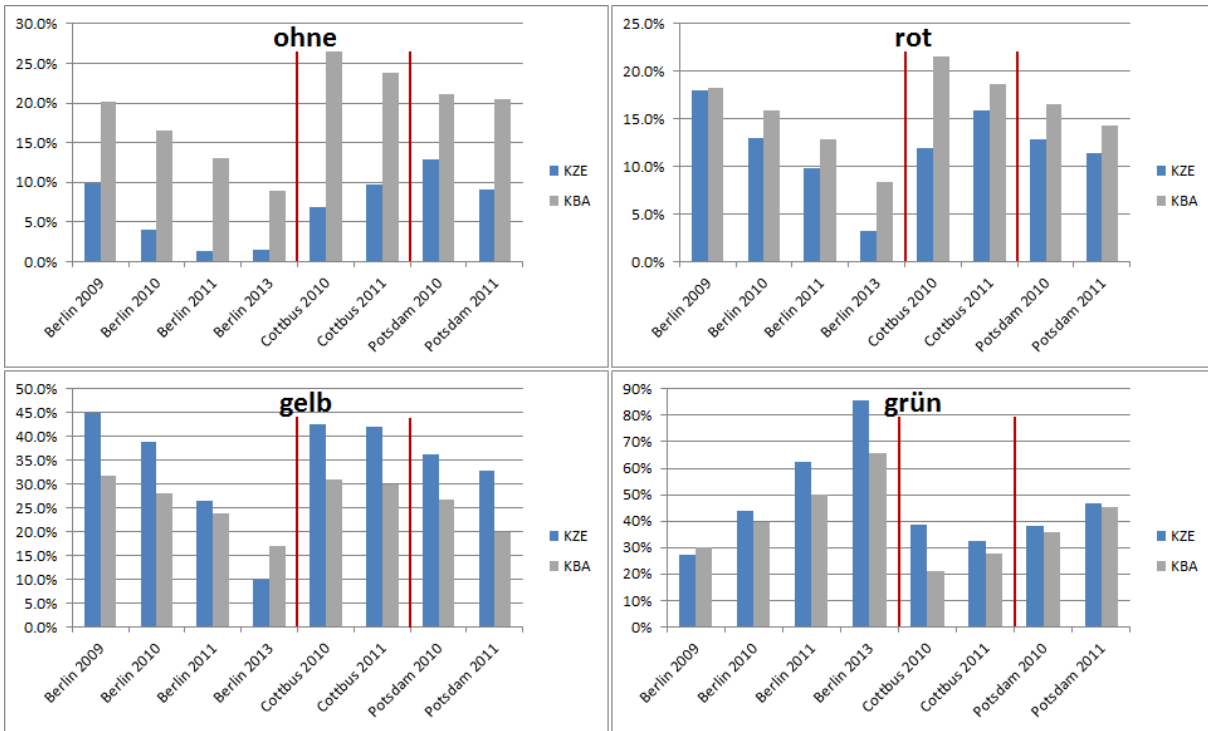 ohne
30.0%
25.0%
20.0%
15.0%
10.0%
5.0%
0.0%
Berlin 2009
Berlin 2010
Berlin 2011
Berlin 2013
Cottbus 2010
Cottbus 2011
Potsdam 2010
Potsdam 2011
KZE
KBA
rot
25.0%
20.0%
15.0%
10.0%
5.0%
0.0%
Berlin 2009
Berlin 2010
Berlin 2011
Berlin 2013
Cottbus 2010
Cottbus 2011
Potsdam 2010
Potsdam 2011
KZE
KBA
gelb
50.0%
45.0%
40.0%
35.0%
30.0%
25.0%
20.0%
15.0%
10.0%
5.0%
0.0%
Berlin 2009
Berlin 2010
Berlin 2011
Berlin 2013
Cottbus 2010
Cottbus 2011
Potsdam 2010
Potsdam 2011
KZE
KBA
grün
90%
80%
70%
60%
50%
40%
30%
20%
10%
0%
Berlin 2009
Berlin 2010
Berlin 2011
Berlin 2013
Cottbus 2010
Cottbus 2011
Potsdam 2010
Potsdam 2011
KZE
KBA